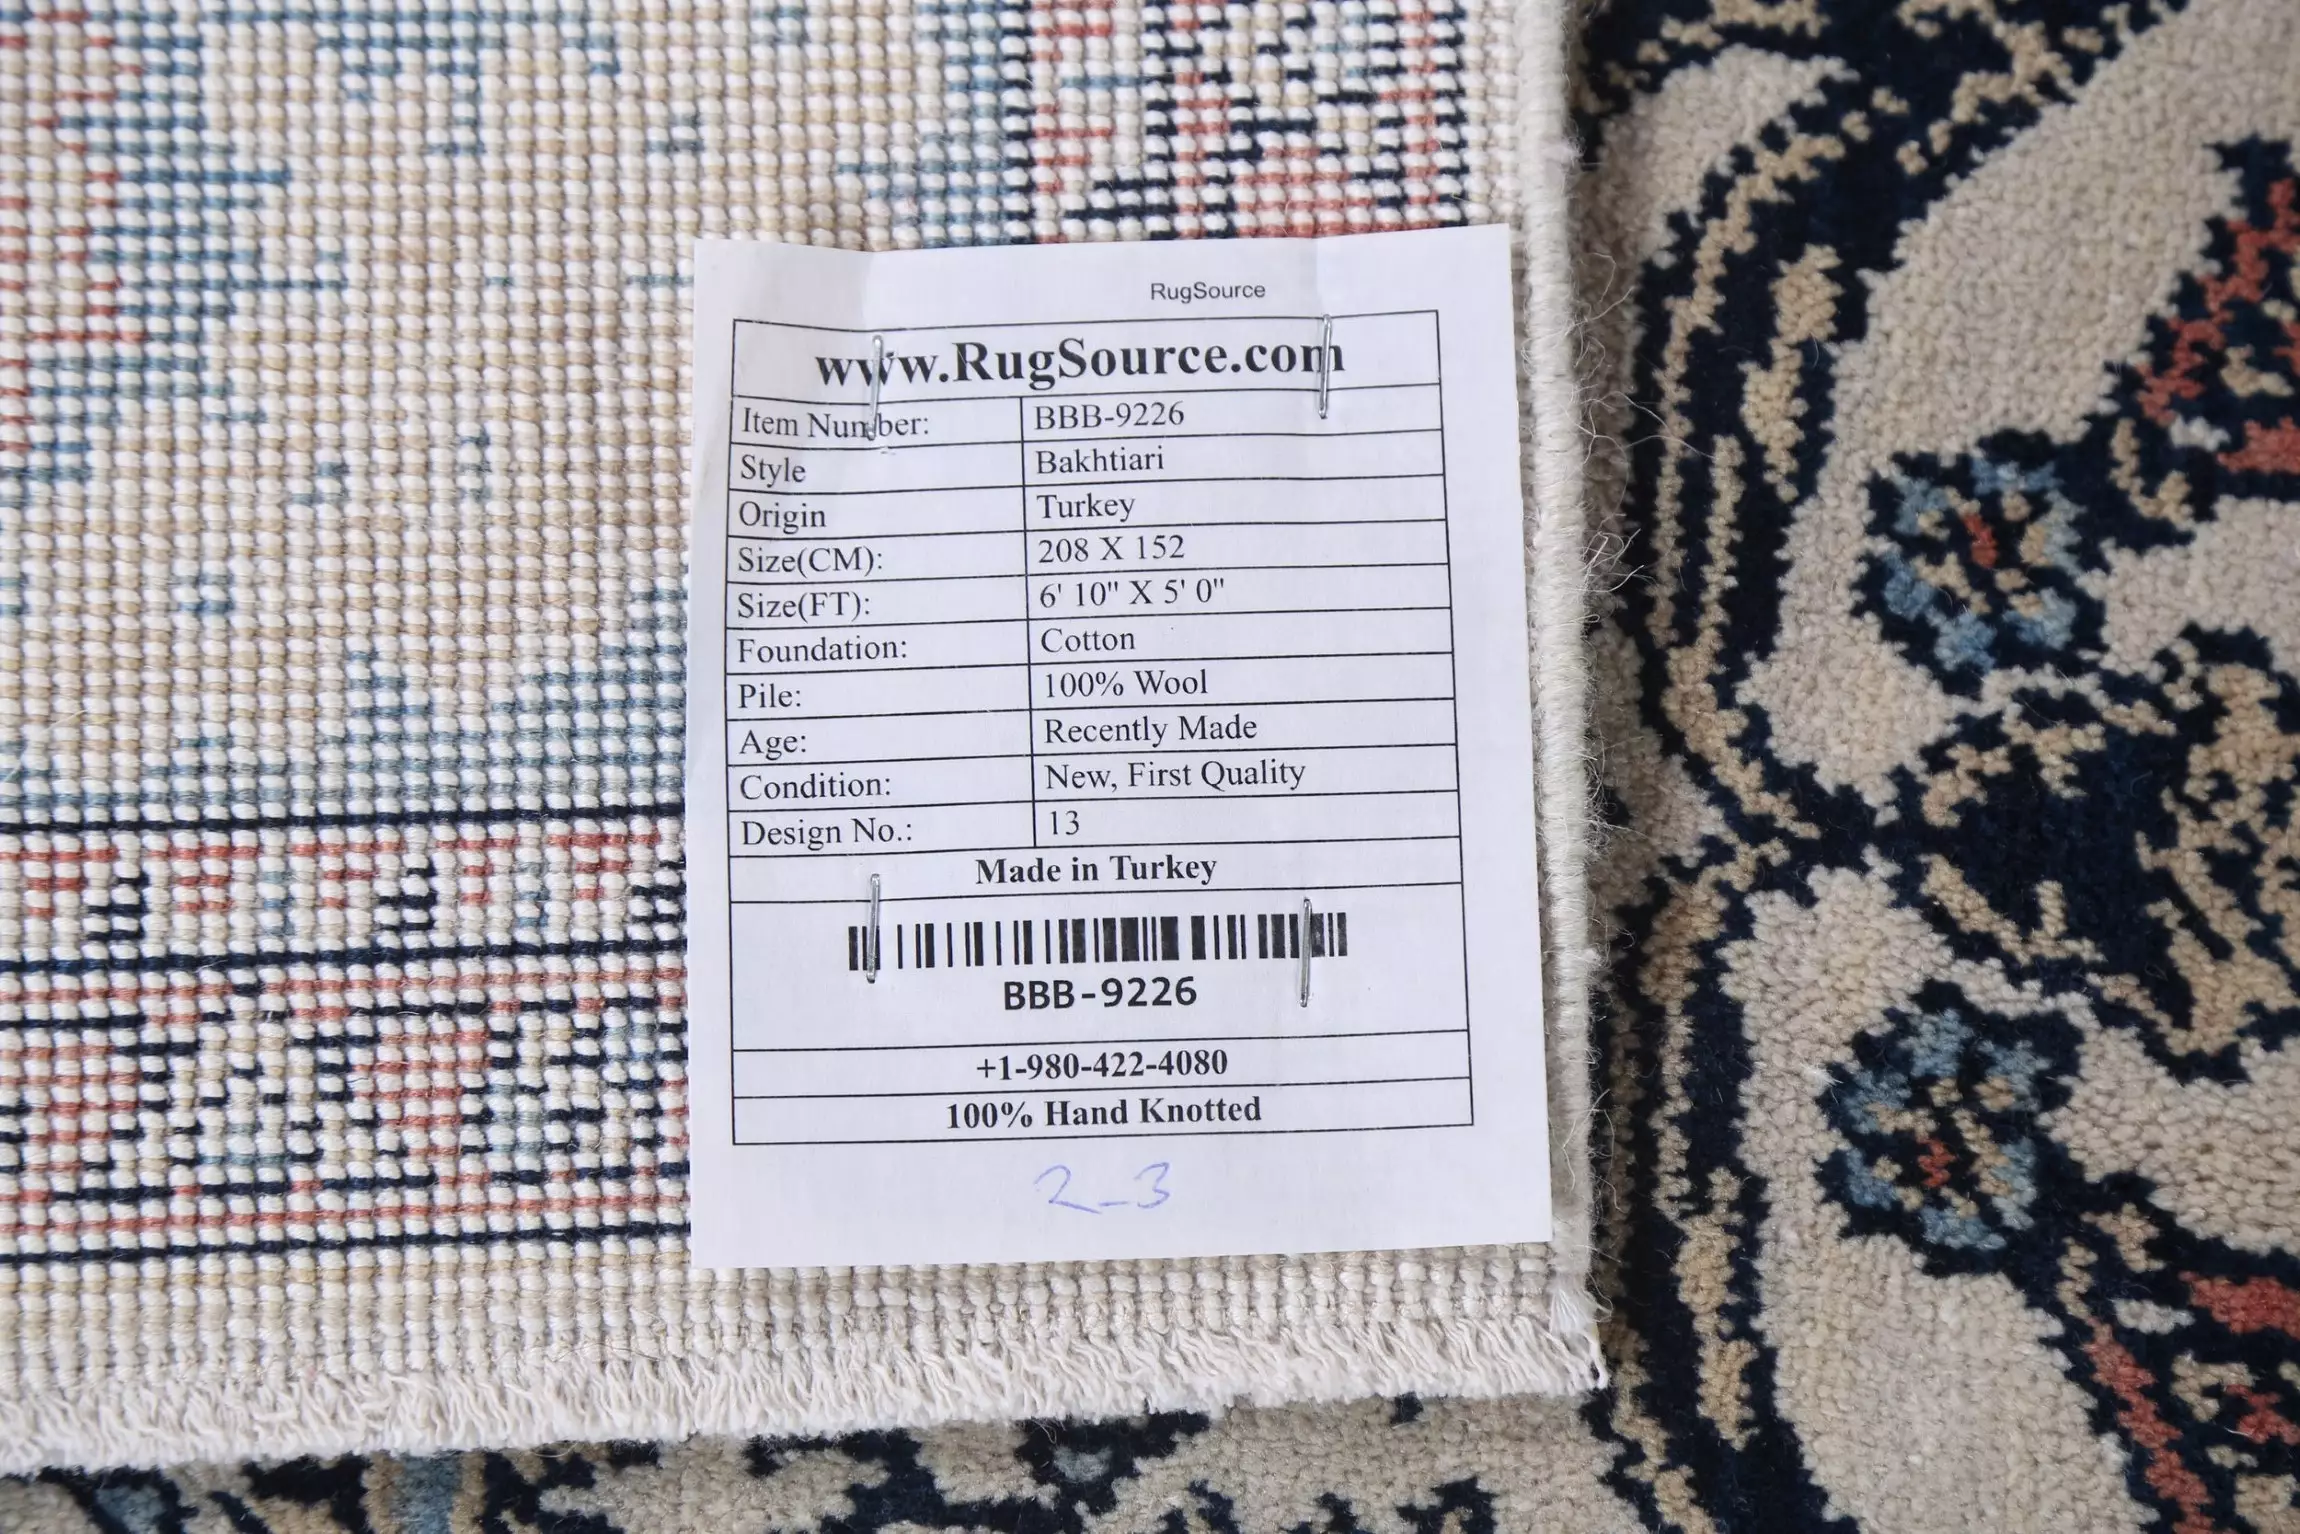 RugSource
www.RugSource.com
Item Number: BBB-9226
Style Bakhtiari
Origin Turkey
Size(CM): 208 X 152
Size(FT): 6' 10" X 5' 0"
Foundation: Cotton
Pile: 100% Wool
Age: Recently Made
Condition: New, First Quality
Design No.: 13
Made in Turkey
BBB-9226
+1-980-422-4080
100% Hand Knotted
2-3